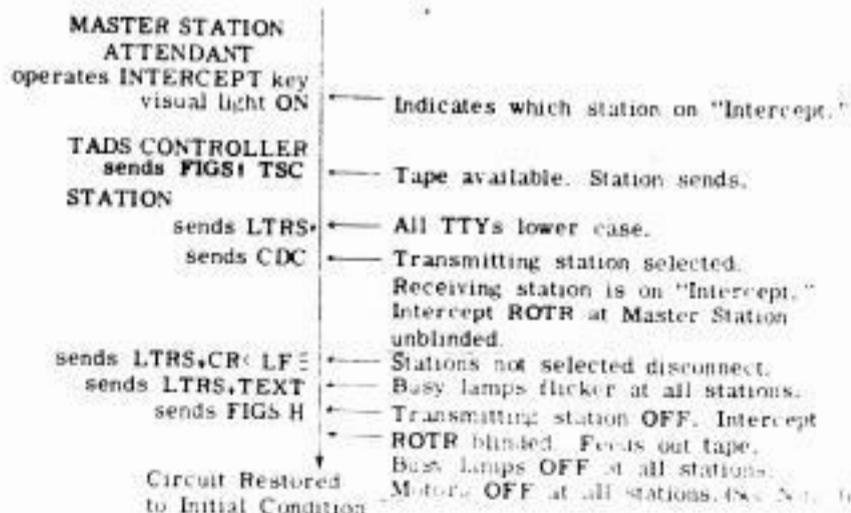 MASTER STATION
ATTENDANT
operates INTERCEPT key
visual light ON
Indicates which station on "Intercept."
TADS CONTROLLER
sends FIGS↑ TSC
Tape available. Station sends.
STATION
sends LTRS↓
All TTYs lower case.
sends CDC
Transmitting station selected.
Receiving station is on "Intercept."
Intercept ROTR at Master Station
unblinded.
sends LTRS↓CR< LF≡
Stations not selected disconnect.
sends LTRS↓TEXT
Busy lamps flicker at all stations.
sends FIGS H
Transmitting station OFF. Intercept
ROTR blinded. Feeds out tape.
Busy lamps OFF at all stations.
Motors OFF at all stations. (See
Circuit Restored
to Initial Condition